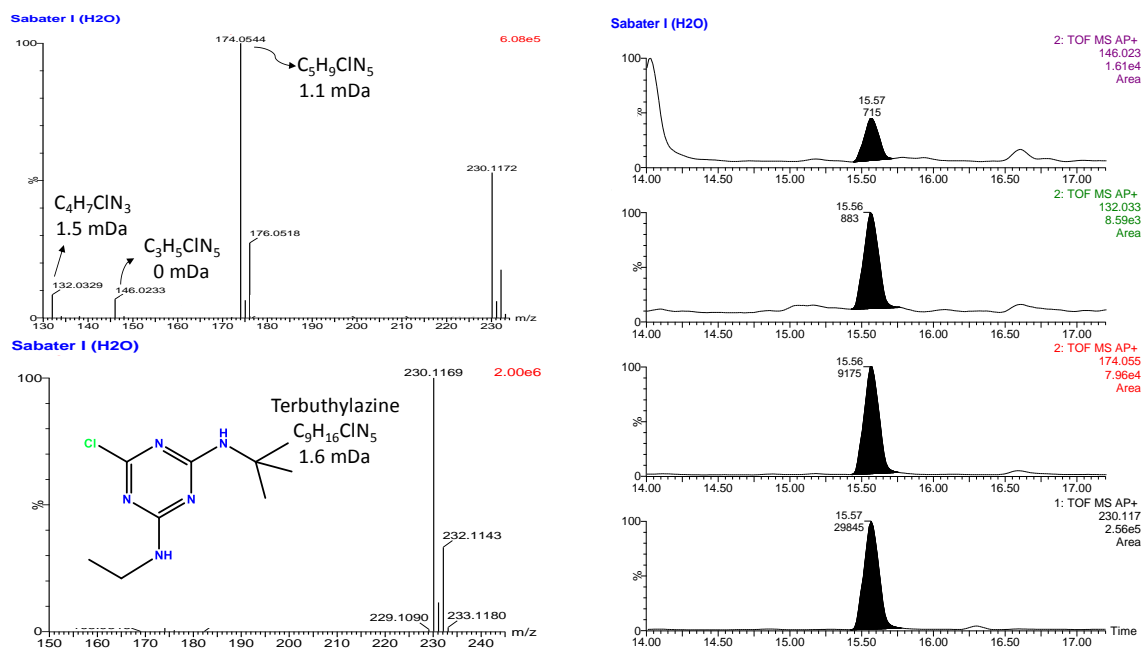 Sabater I (H2O)
6.08e5
100
%
0
174.0544
C5H9ClN5
1.1 mDa
230.1172
C4H7ClN3
1.5 mDa
C3H5ClN5
0 mDa
176.0518
132.0329
146.0233
130 140 150 160 170 180 190 200 210 220 230
m/z
Sabater I (H2O)
2.00e6
100
%
0
230.1169
Terbuthylazine
C9H16ClN5
1.6 mDa
Cl
N
N
N
H
N
NH
232.1143
229.1090
233.1180
150 160 170 180 190 200 210 220 230 240
m/z
Sabater I (H2O)
2: TOF MS AP+
146.023
1.61e4
Area
100
%
0
15.57
715
14.00 14.50 15.00 15.50 16.00 16.50 17.00
2: TOF MS AP+
132.033
8.59e3
Area
100
%
0
15.56
883
14.00 14.50 15.00 15.50 16.00 16.50 17.00
2: TOF MS AP+
174.055
7.96e4
Area
100
%
0
15.56
9175
14.00 14.50 15.00 15.50 16.00 16.50 17.00
1: TOF MS AP+
230.117
2.56e5
Area
100
%
0
15.57
29845
Time
14.00 14.50 15.00 15.50 16.00 16.50 17.00